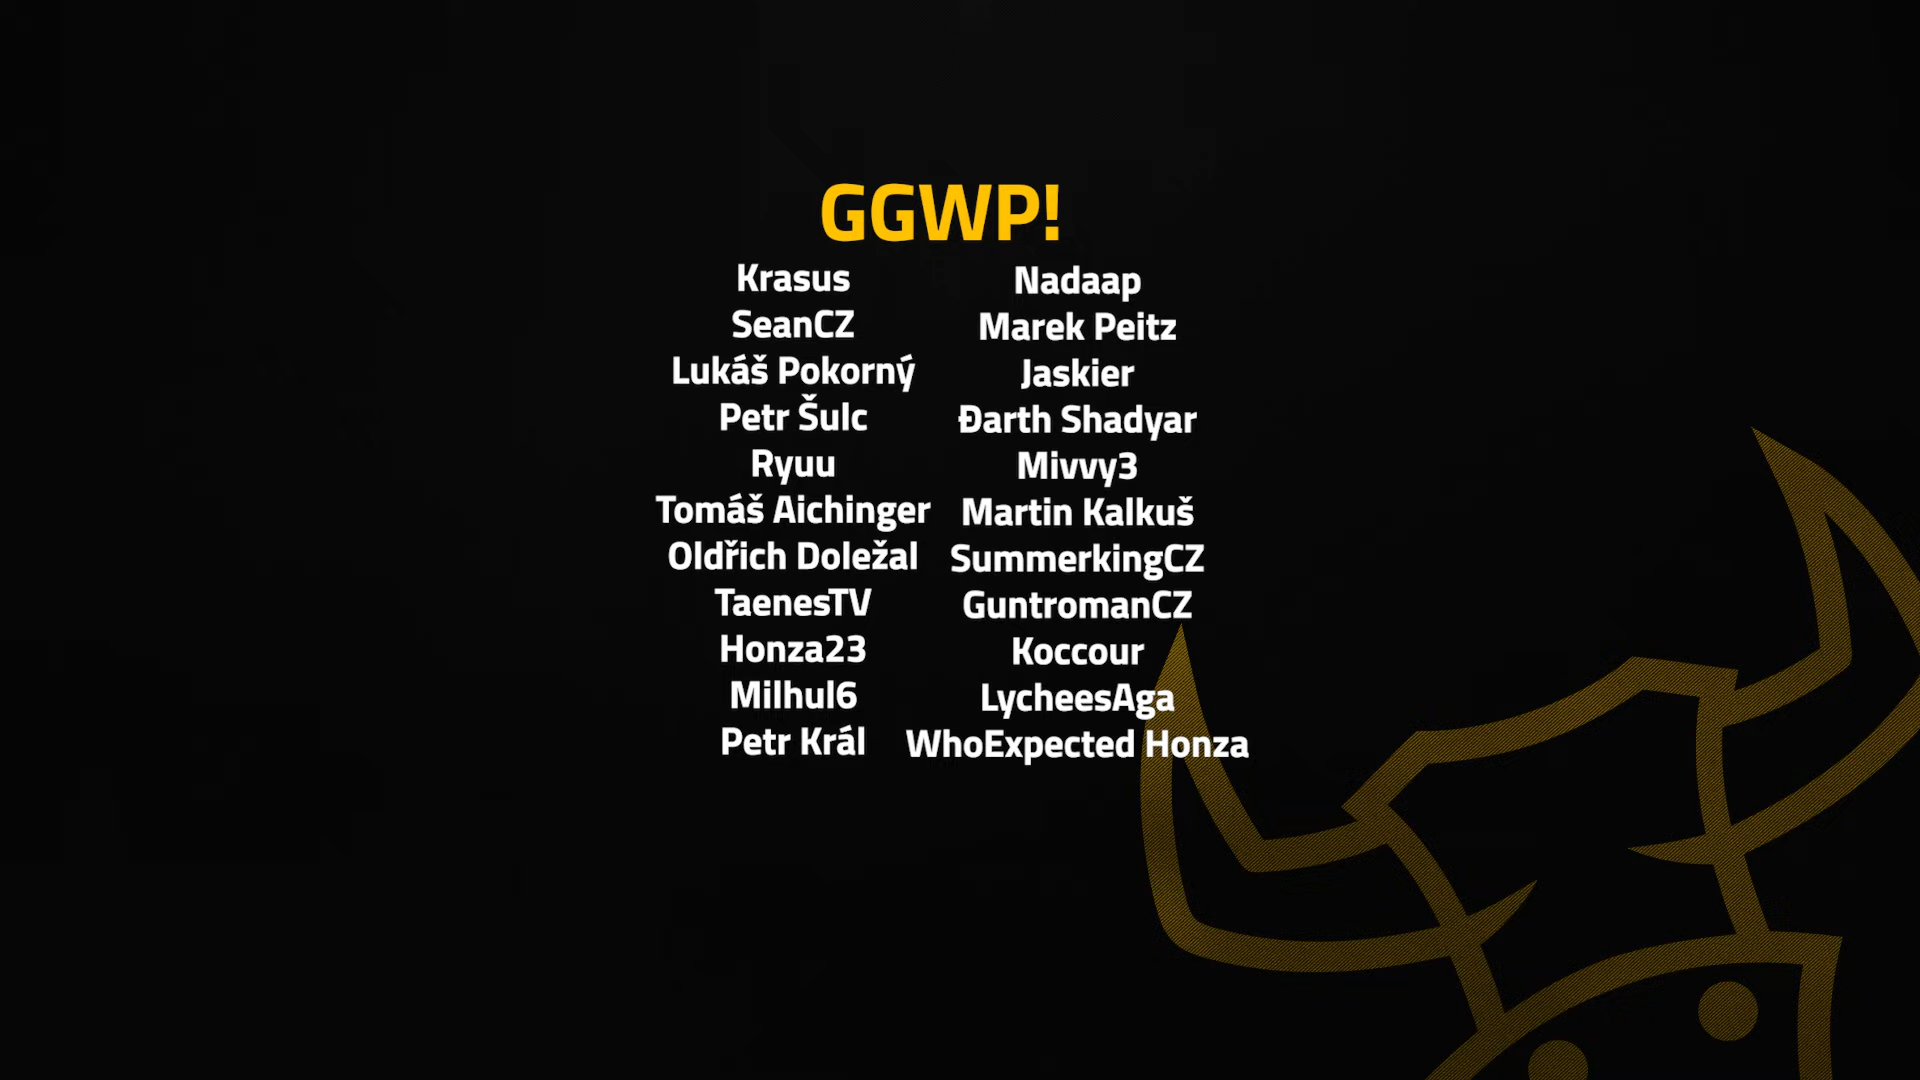 GGWP!
Krasus
SeanCZ
Lukáš Pokorný
Petr Šulc
Ryuu
Tomáš Aichinger
Oldřich Doležal
TaenesTV
Honza23
Milhul6
Petr Král
Nadaap
Marek Peitz
Jaskier
Đarth Shadyar
Mivvy3
Martin Kalkuš
SummerkingCZ
GuntromanCZ
Koccour
LycheesAga
WhoExpected Honza